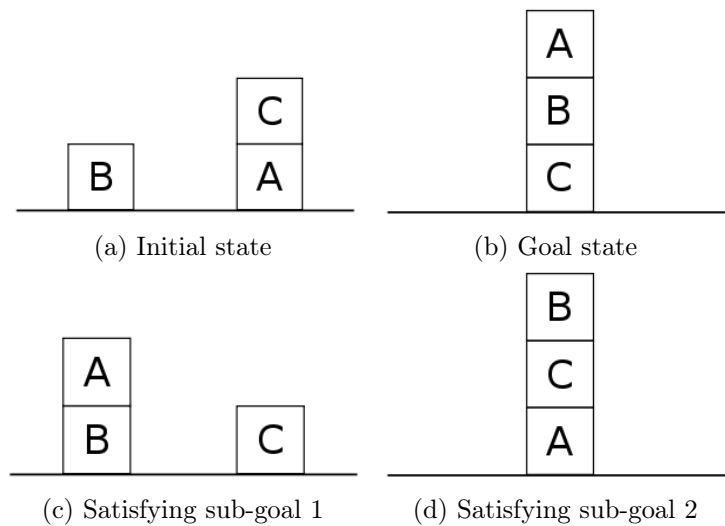 C
B A
(a) Initial state
A
B
C
(b) Goal state
A
B C
(c) Satisfying sub-goal 1
B
C
A
(d) Satisfying sub-goal 2